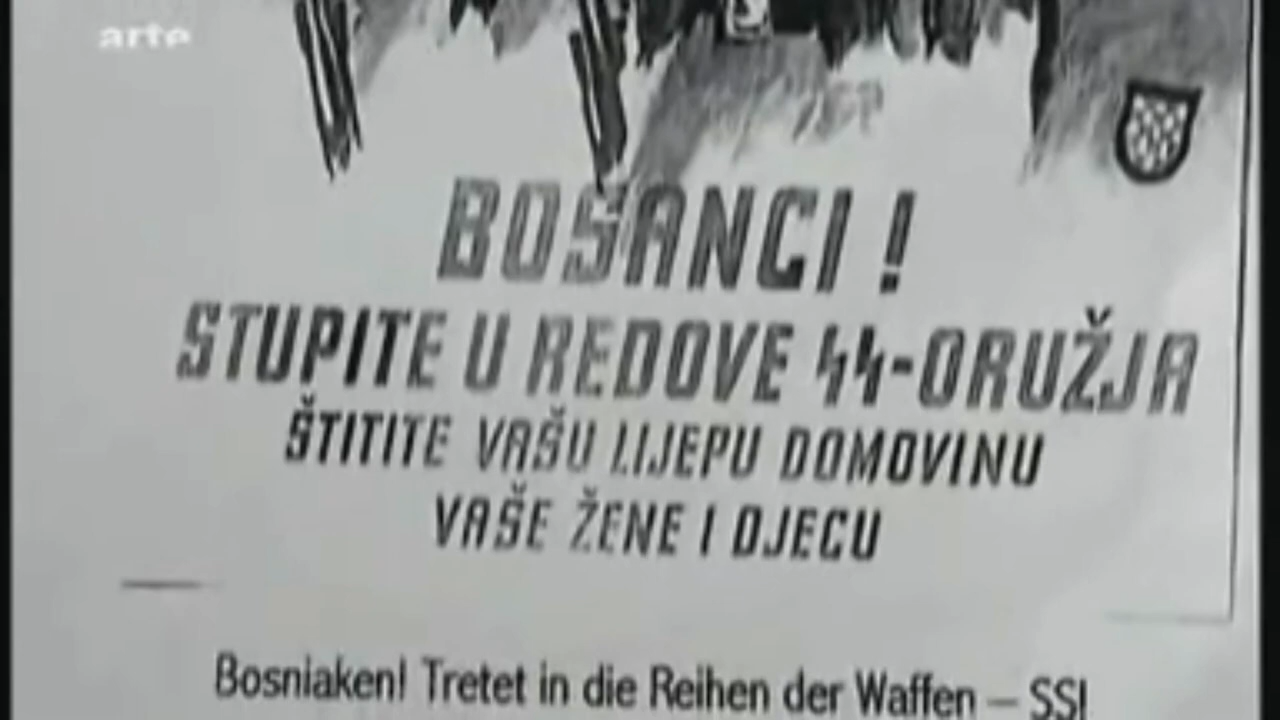 arte
BOSANCI !
STUPITE U REDOVE SS-ORUŽJA
ŠTITITE VAŠU LIJEPU DOMOVINU
VAŠE ŽENE I DJECU
Bosniaken! Tretet in die Reihen der Waffen – SS!